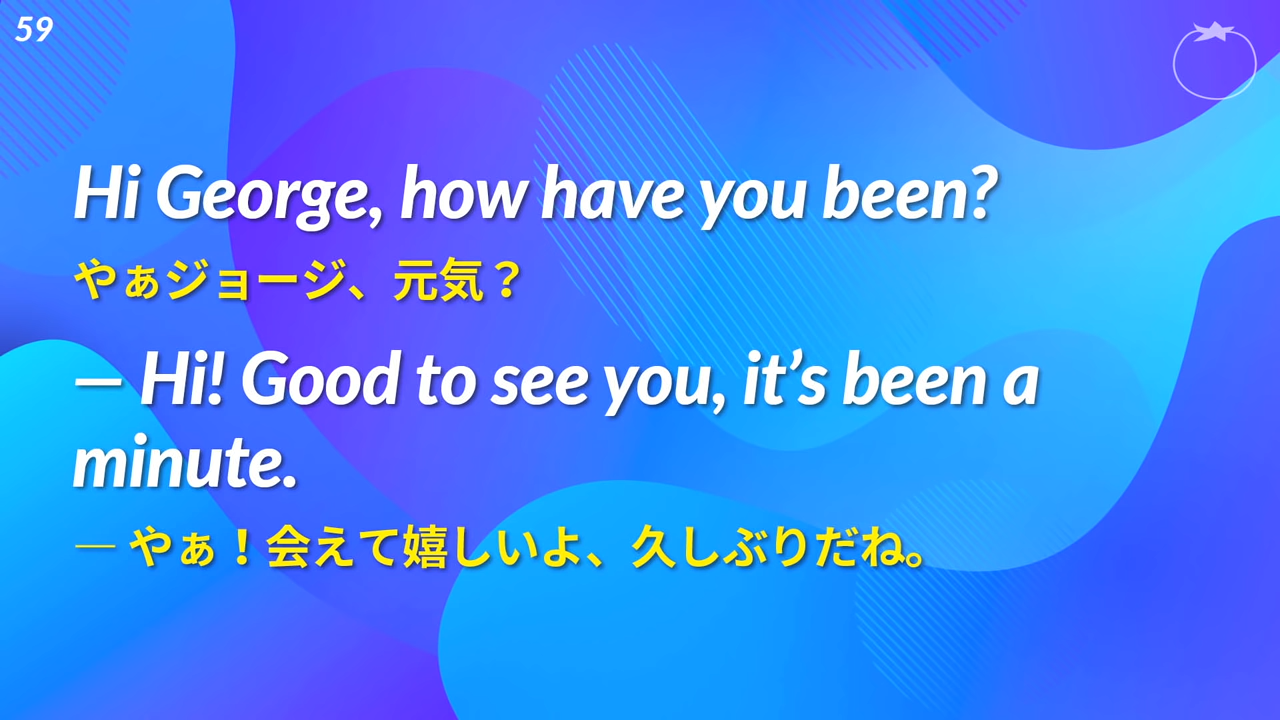 59
Hi George, how have you been?
やぁジョージ、元気？
— Hi! Good to see you, it’s been a
minute.
— やぁ！会えて嬉しいよ、久しぶりだね。